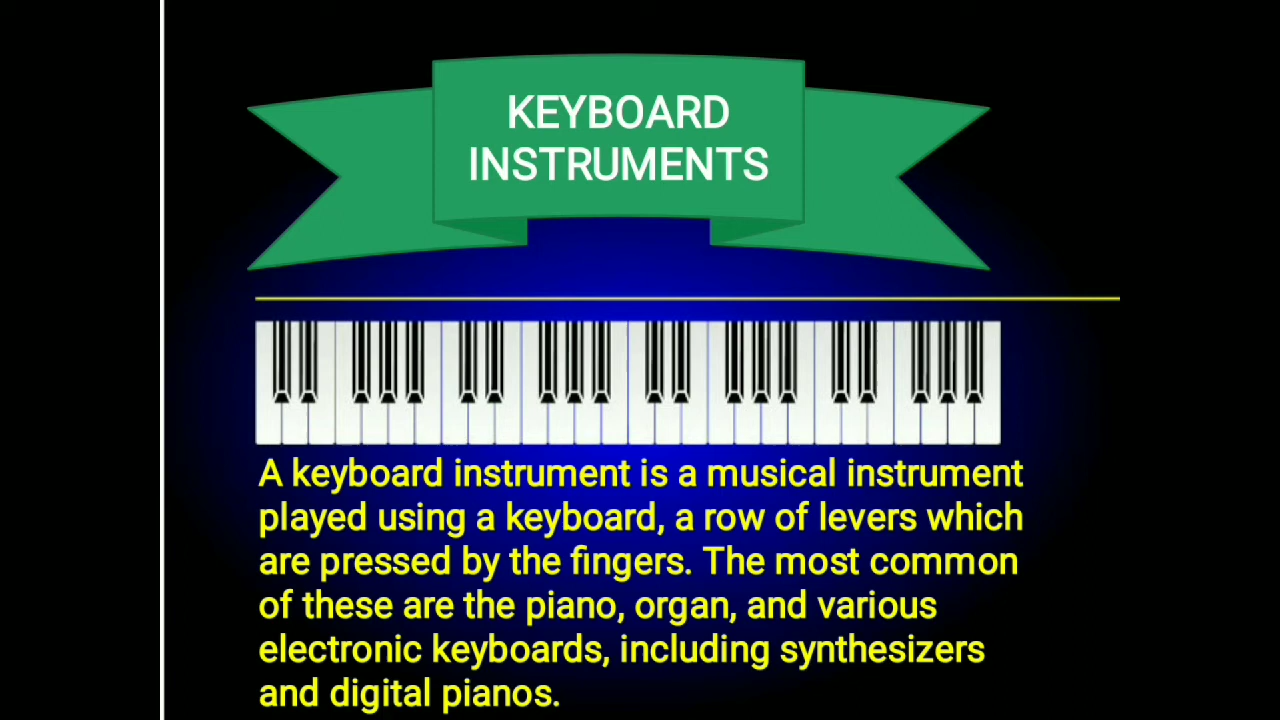 KEYBOARD
INSTRUMENTS
A keyboard instrument is a musical instrument
played using a keyboard, a row of levers which
are pressed by the fingers. The most common
of these are the piano, organ, and various
electronic keyboards, including synthesizers
and digital pianos.